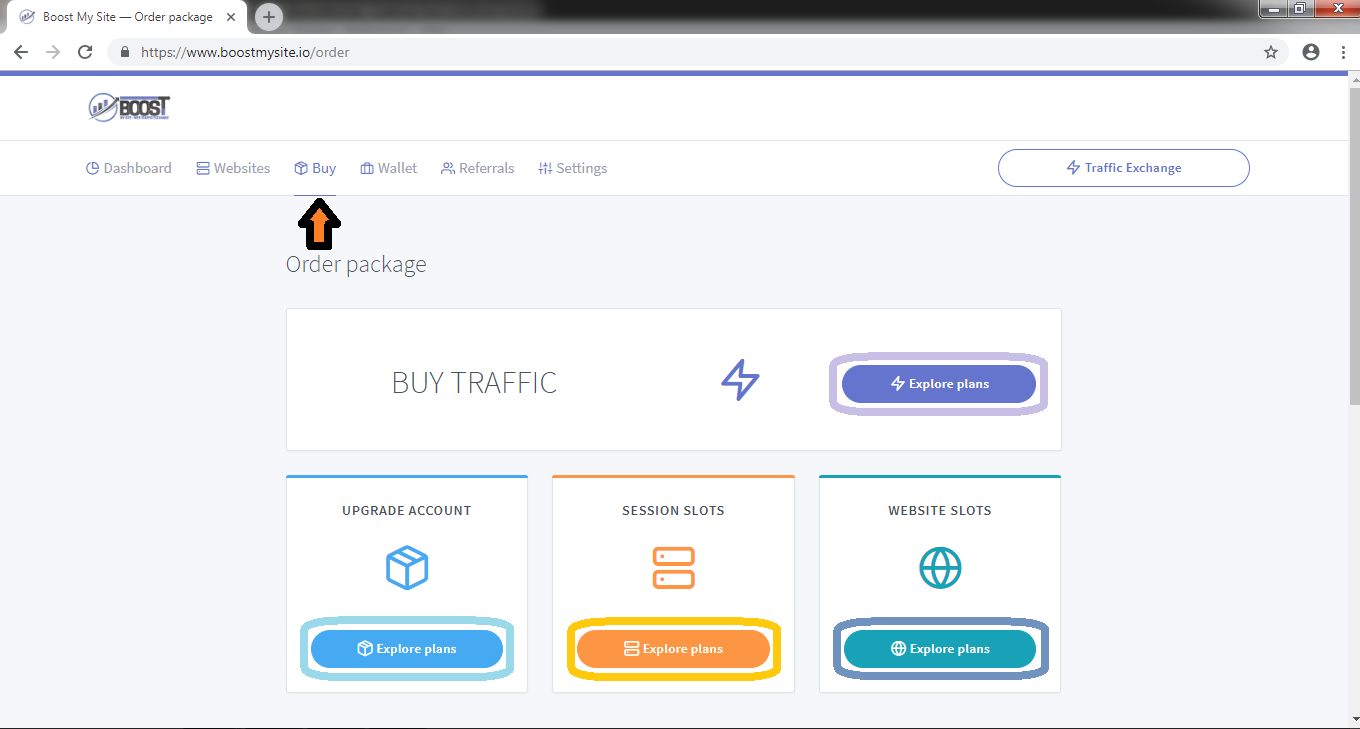 Boost My Site — Order package
https://www.boostmysite.io/order
BOOST
Dashboard Websites Buy Wallet Referrals Settings Traffic Exchange
Order package
BUY TRAFFIC Explore plans
UPGRADE ACCOUNT SESSION SLOTS WEBSITE SLOTS
Explore plans Explore plans Explore plans